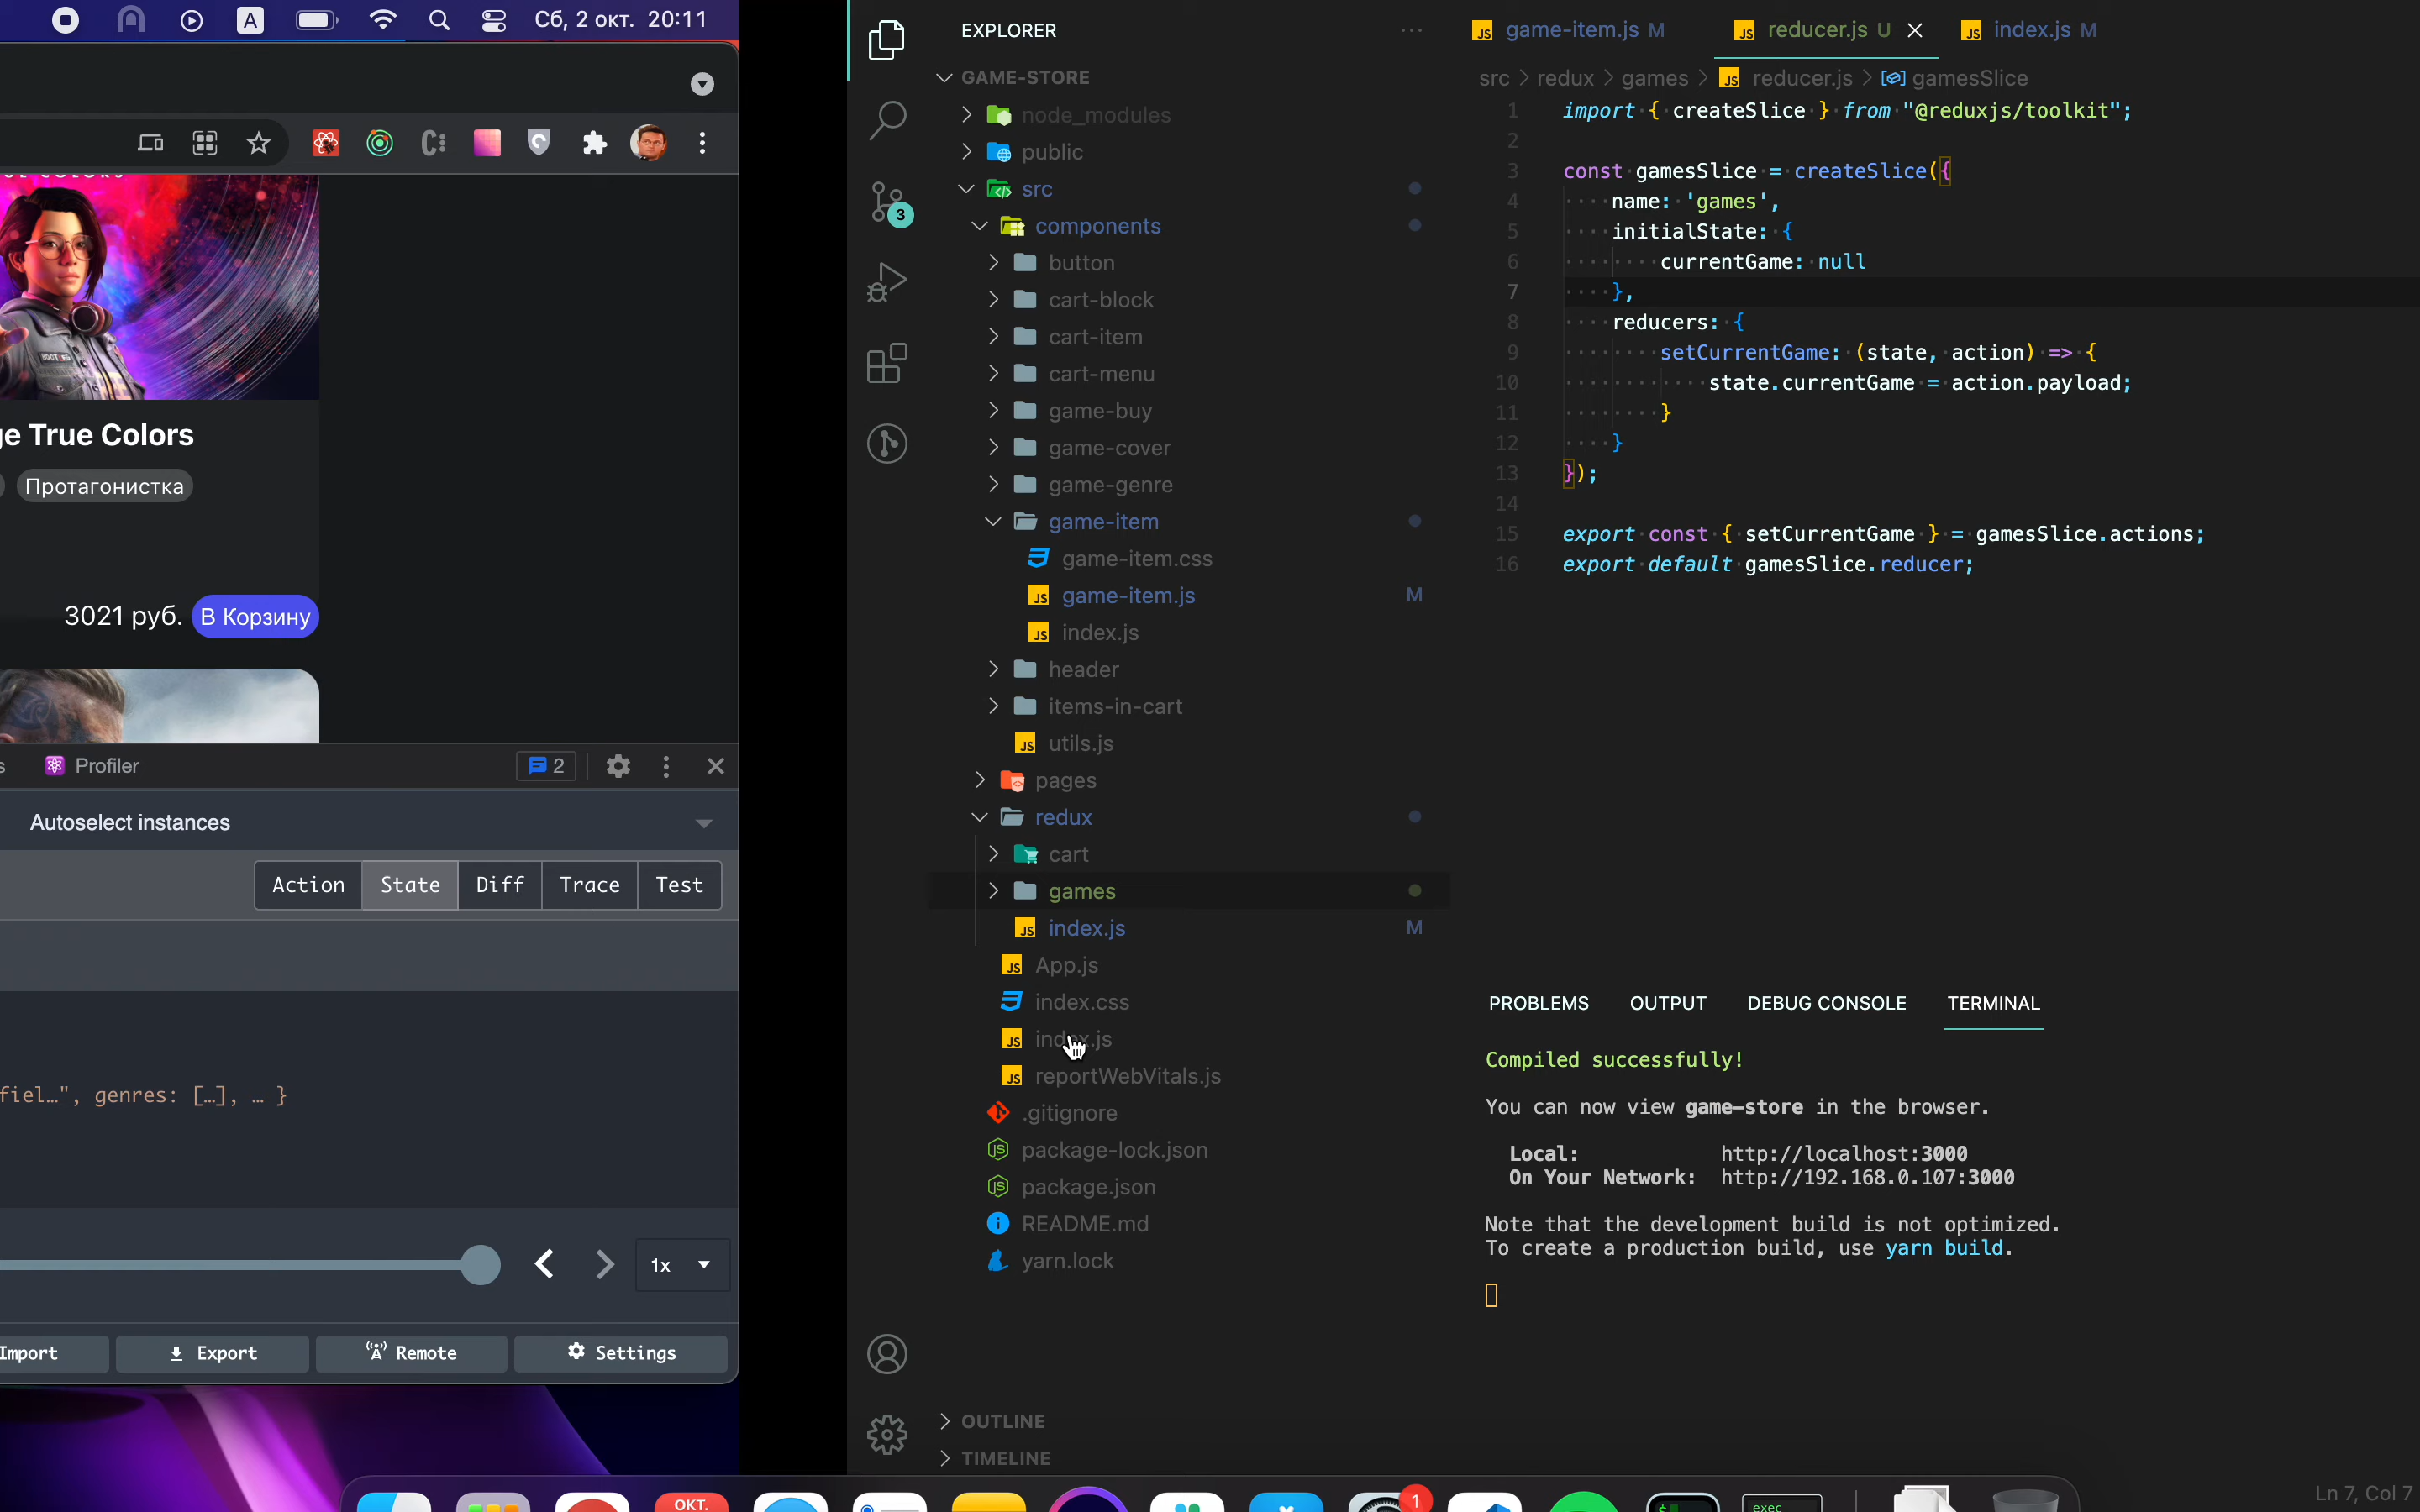 A
Сб, 2 окт. 20:11
ge True Colors
Протагонистка
3021 руб.
В Корзину
s
Profiler
2
Autoselect instances
Action
State
Diff
Trace
Test
fiel…", genres: […], … }
1x
Import
Export
Remote
Settings
EXPLORER
GAME-STORE
node_modules
public
src
components
button
cart-block
cart-item
cart-menu
game-buy
game-cover
game-genre
game-item
game-item.css
game-item.js M
index.js
header
items-in-cart
utils.js
pages
redux
cart
games
index.js M
App.js
index.css
index.js
reportWebVitals.js
.gitignore
package-lock.json
package.json
README.md
yarn.lock
OUTLINE
TIMELINE
3
game-item.js M
reducer.js U
index.js M
src > redux > games > JS reducer.js > gamesSlice
1 import { createSlice } from "@reduxjs/toolkit";
2
3 const gamesSlice = createSlice({
4 name: 'games',
5 initialState: {
6 currentGame: null
7 },
8 reducers: {
9 setCurrentGame: (state, action) => {
10 state.currentGame = action.payload;
11 }
12 }
13 });
14
15 export const { setCurrentGame } = gamesSlice.actions;
16 export default gamesSlice.reducer;
PROBLEMS
OUTPUT
DEBUG CONSOLE
TERMINAL
Compiled successfully!
You can now view game-store in the browser.
Local: http://localhost:3000
On Your Network: http://192.168.0.107:3000
Note that the development build is not optimized.
To create a production build, use yarn build.
Ln 7, Col 7
ОКТ.
1
exec